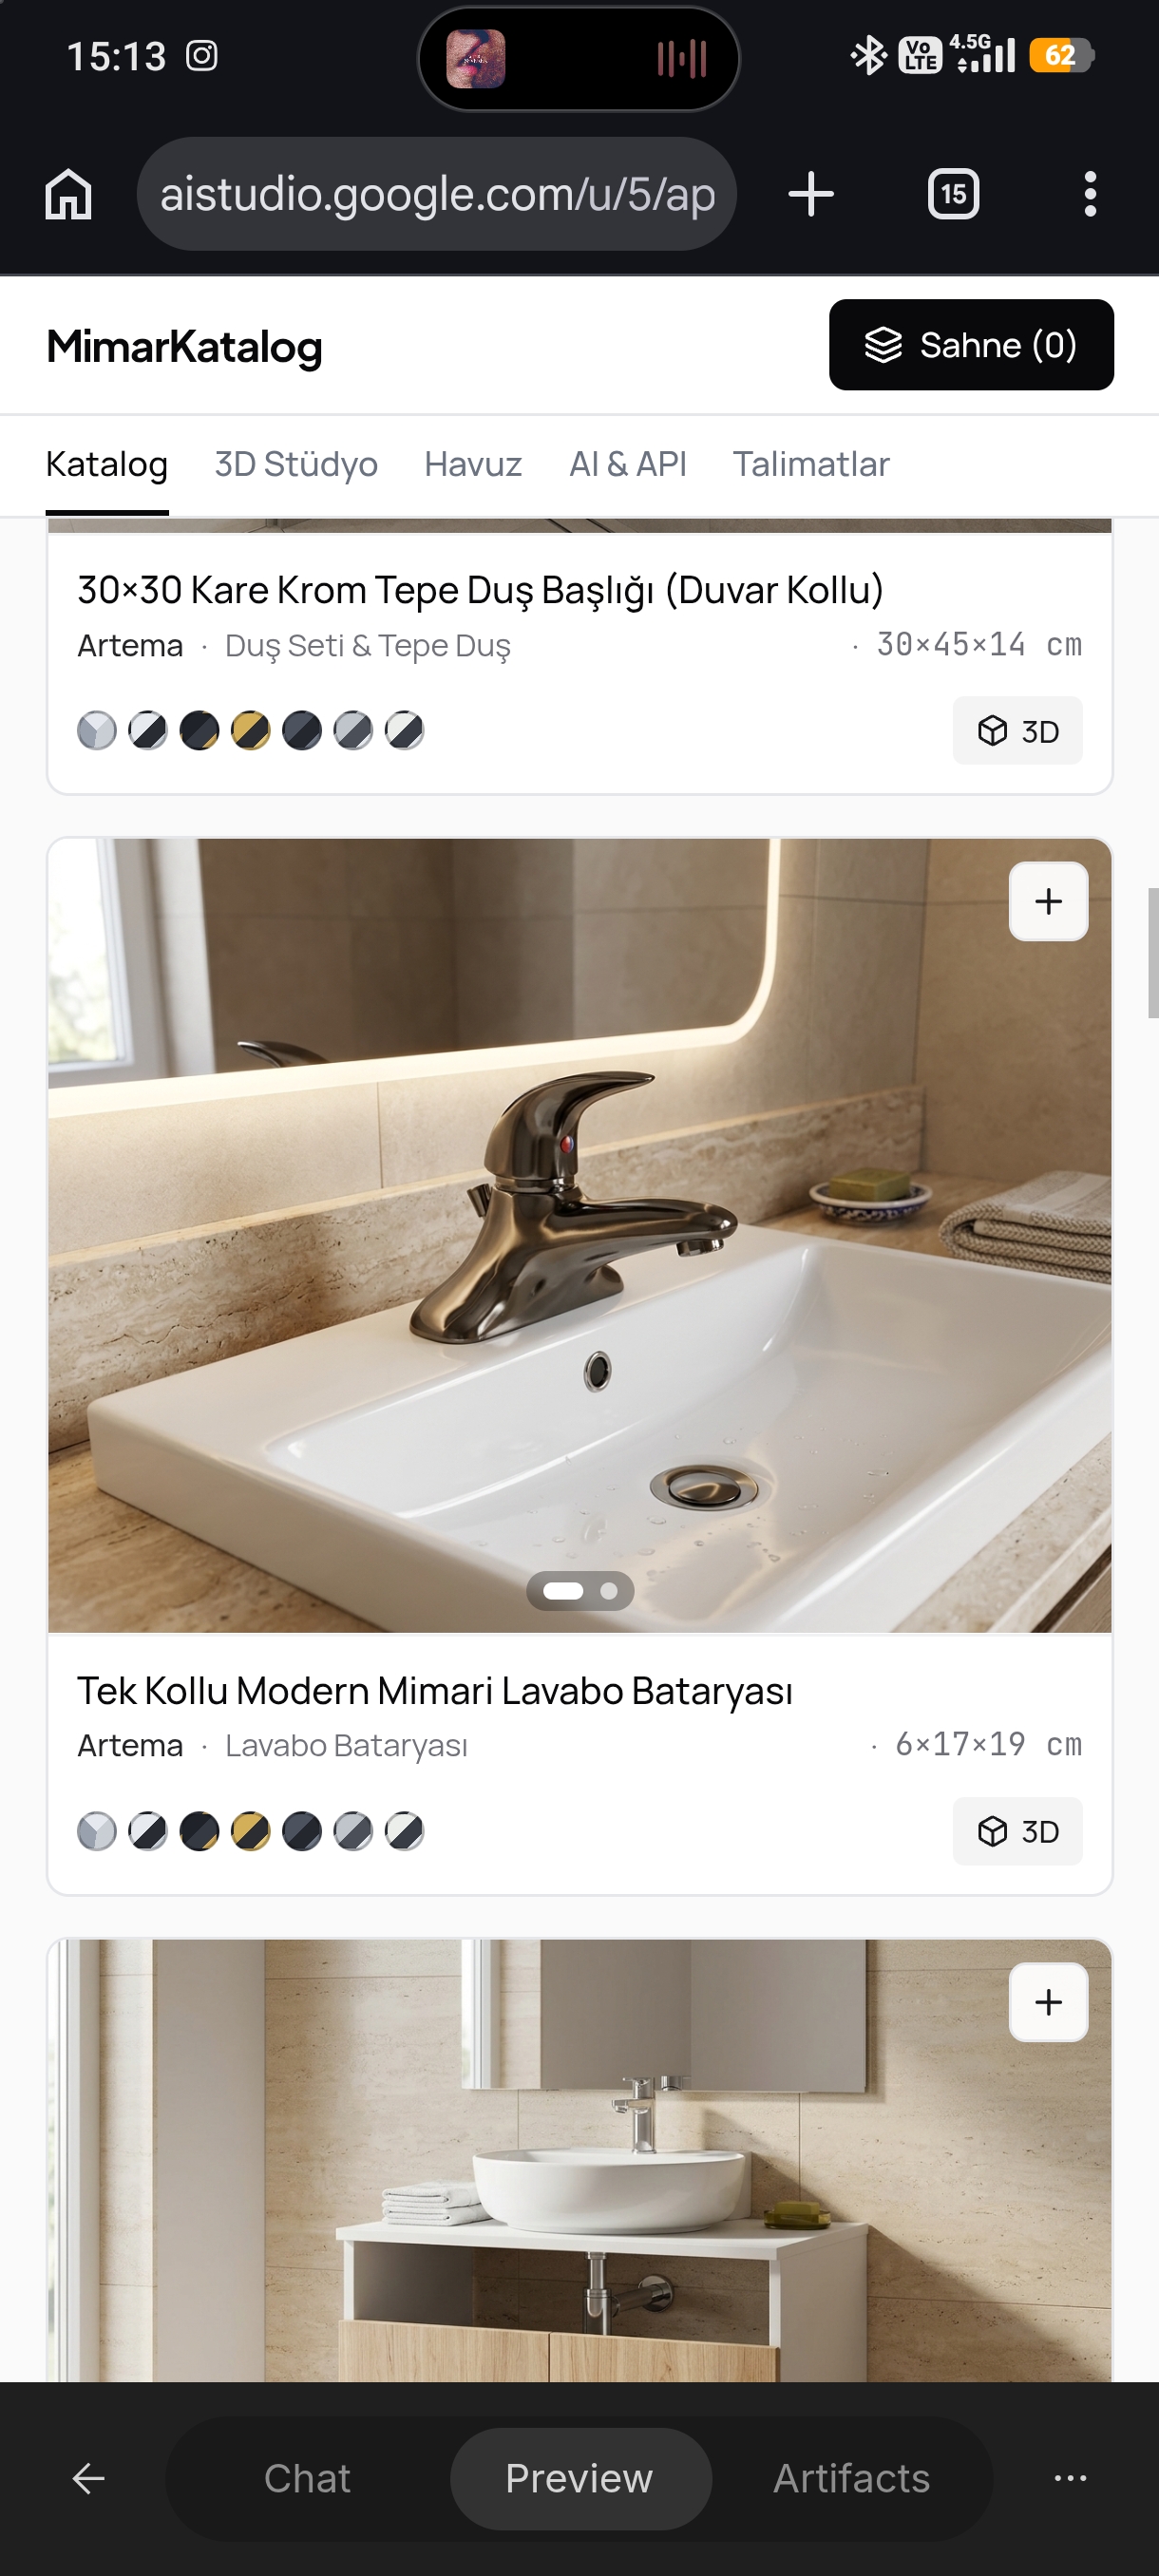 15:13
Vo LTE
4.5G
62
aistudio.google.com/u/5/ap
15
MimarKatalog
Sahne (0)
Katalog
3D Stüdyo
Havuz
AI & API
Talimatlar
30×30 Kare Krom Tepe Duş Başlığı (Duvar Kollu)
Artema · Duş Seti & Tepe Duş · 30×45×14 cm
3D
Tek Kollu Modern Mimari Lavabo Bataryası
Artema · Lavabo Bataryası · 6×17×19 cm
3D
Chat
Preview
Artifacts